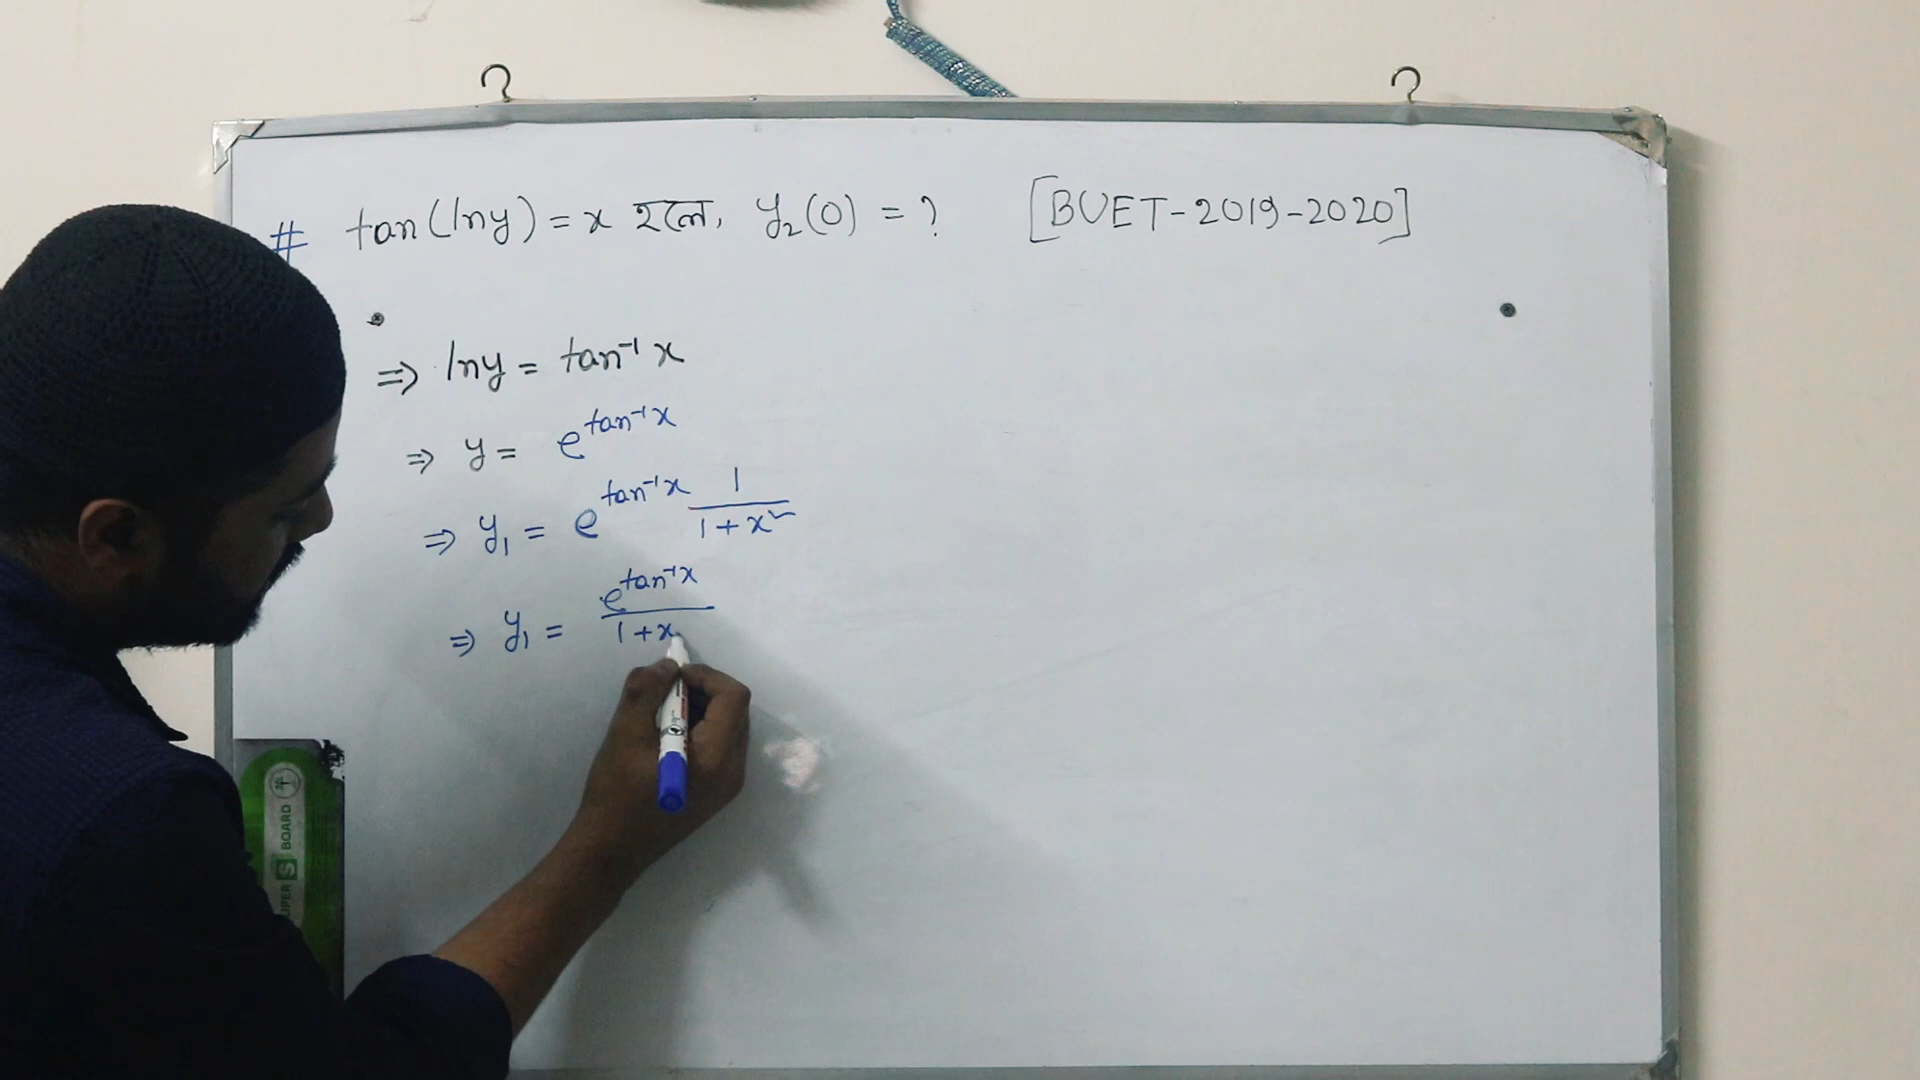 # tan(lny) = x হলে, y₂(0) = ? [BUET-2019-2020]
⇒ lny = tan⁻¹ x
⇒ y = e^(tan⁻¹x)
⇒ y₁ = e^(tan⁻¹x) 1/(1+x²)
⇒ y₁ = e^(tan⁻¹x)/(1+x
SUPER BOARD